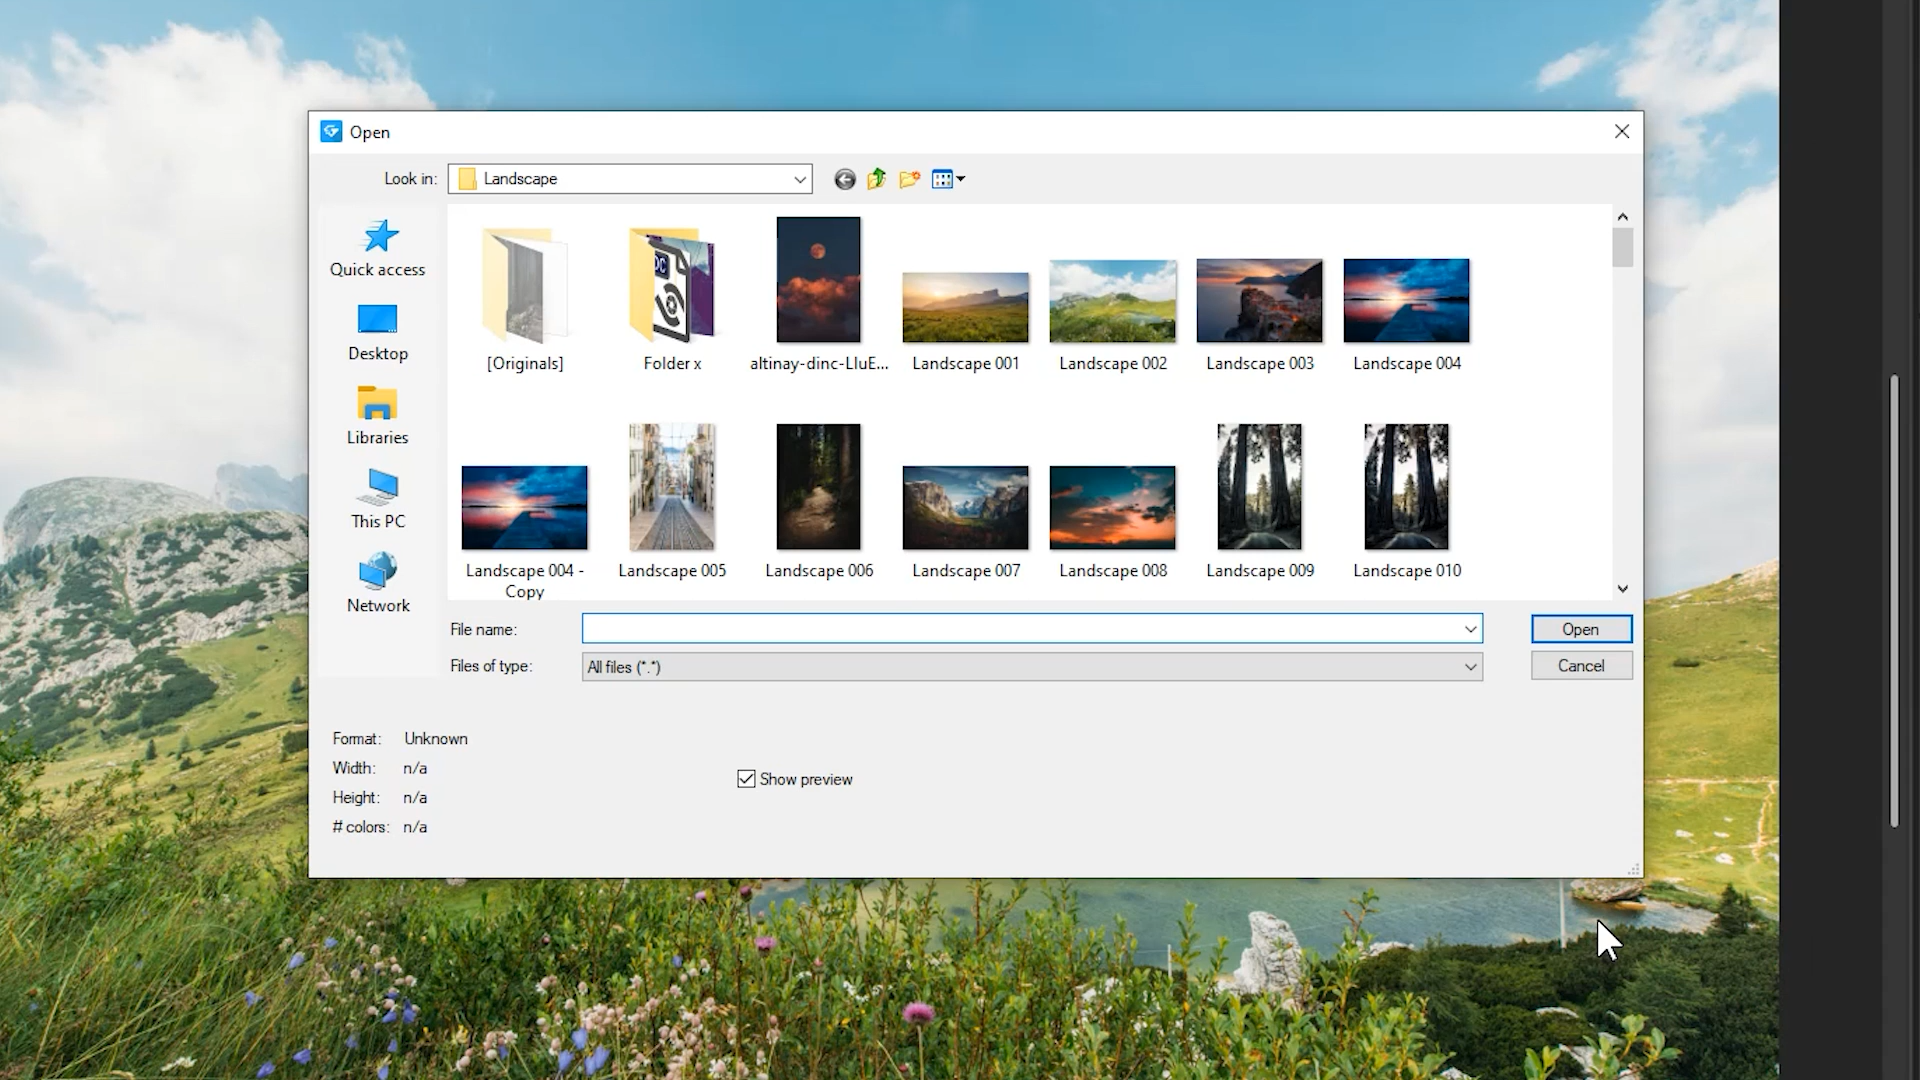 Open
Look in:
Landscape
Quick access
Desktop
Libraries
This PC
Network
[Originals]
Folder x
altinay-dinc-LluE...
Landscape 001
Landscape 002
Landscape 003
Landscape 004
Landscape 004 -
Copy
Landscape 005
Landscape 006
Landscape 007
Landscape 008
Landscape 009
Landscape 010
File name:
Open
Files of type:
All files (*.*)
Cancel
Format: Unknown
Width: n/a
Height: n/a
# colors: n/a
Show preview